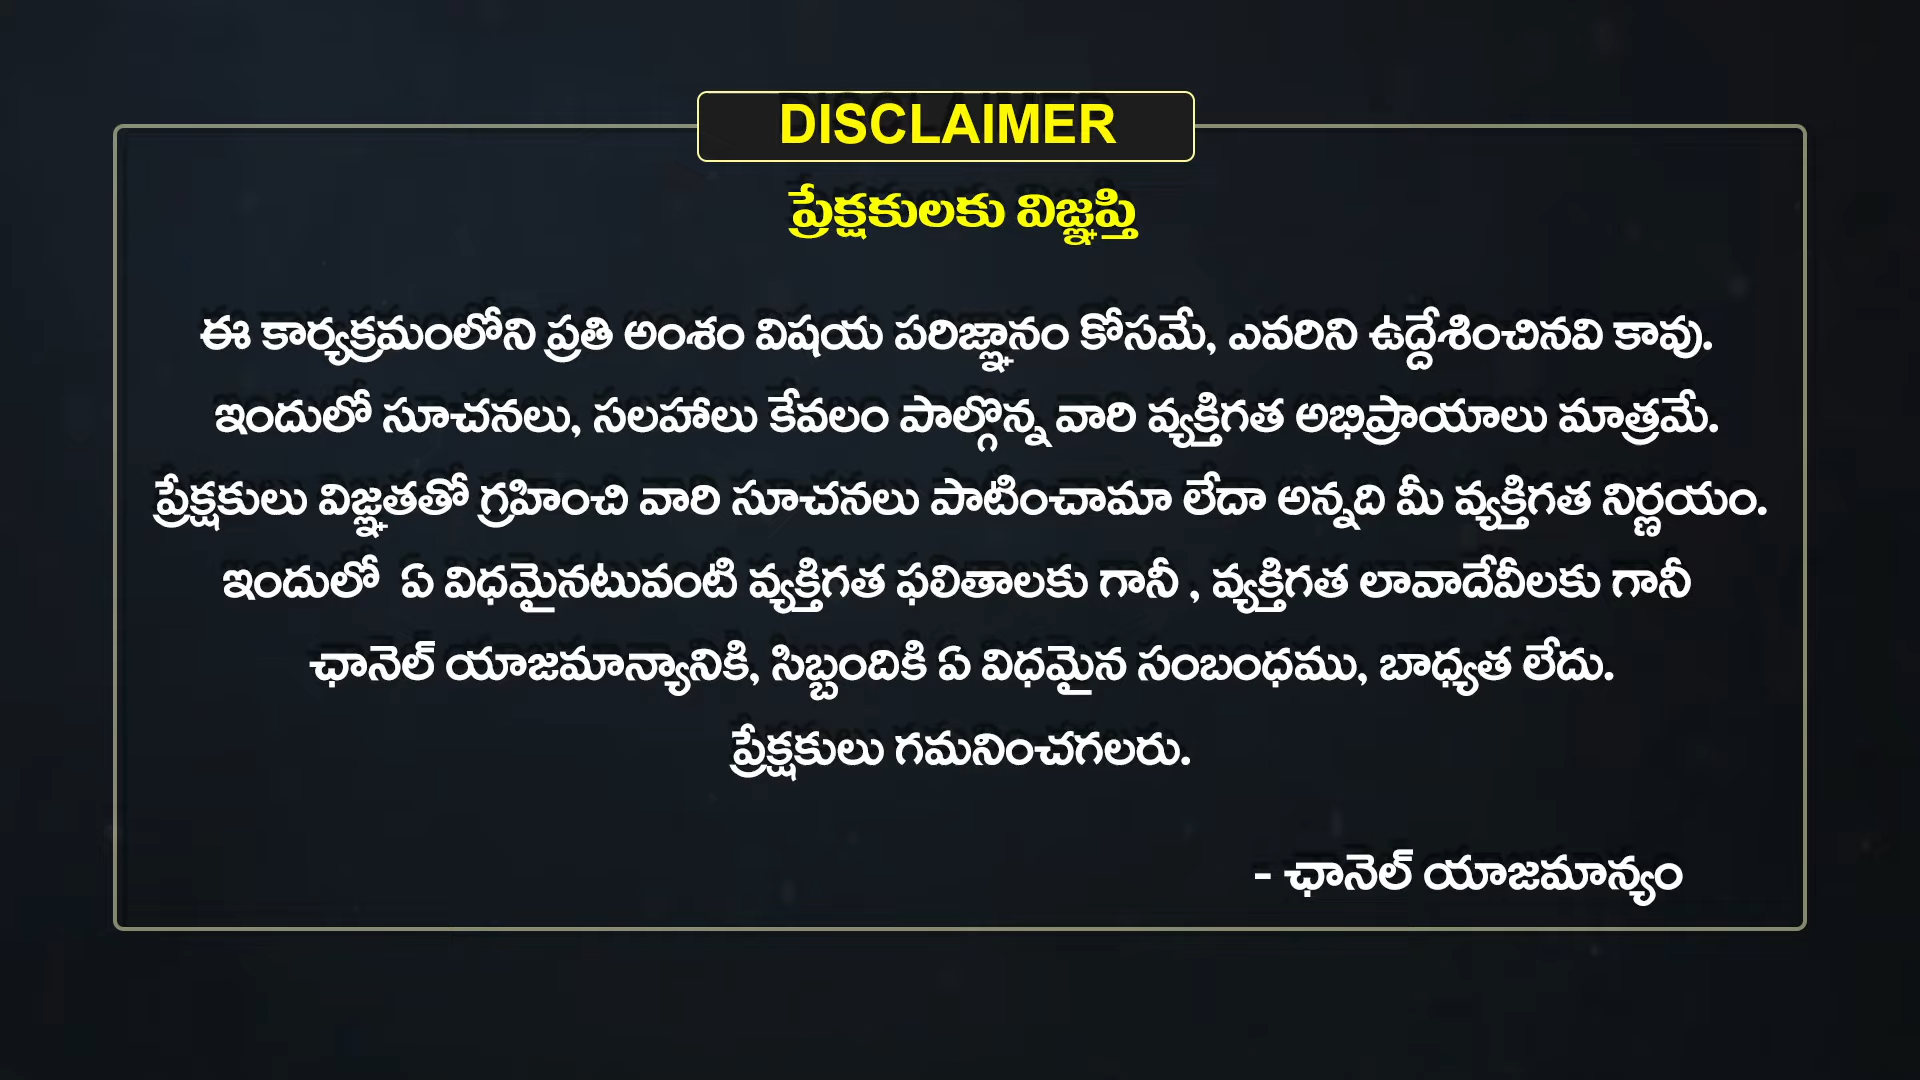 DISCLAIMER
ప్రేక్షకులకు విజ్ఞప్తి
ఈ కార్యక్రమంలోని ప్రతి అంశం విషయ పరిజ్ఞానం కోసమే, ఎవరిని ఉద్దేశించినవి కావు.
ఇందులో సూచనలు, సలహాలు కేవలం పాల్గొన్న వారి వ్యక్తిగత అభిప్రాయాలు మాత్రమే.
ప్రేక్షకులు విజ్ఞతతో గ్రహించి వారి సూచనలు పాటించామా లేదా అన్నది మీ వ్యక్తిగత నిర్ణయం.
ఇందులో ఏ విధమైనటువంటి వ్యక్తిగత ఫలితాలకు గానీ , వ్యక్తిగత లావాదేవీలకు గానీ
ఛానెల్ యాజమాన్యానికి, సిబ్బందికి ఏ విధమైన సంబంధము, బాధ్యత లేదు.
ప్రేక్షకులు గమనించగలరు.
- ఛానెల్ యాజమాన్యం